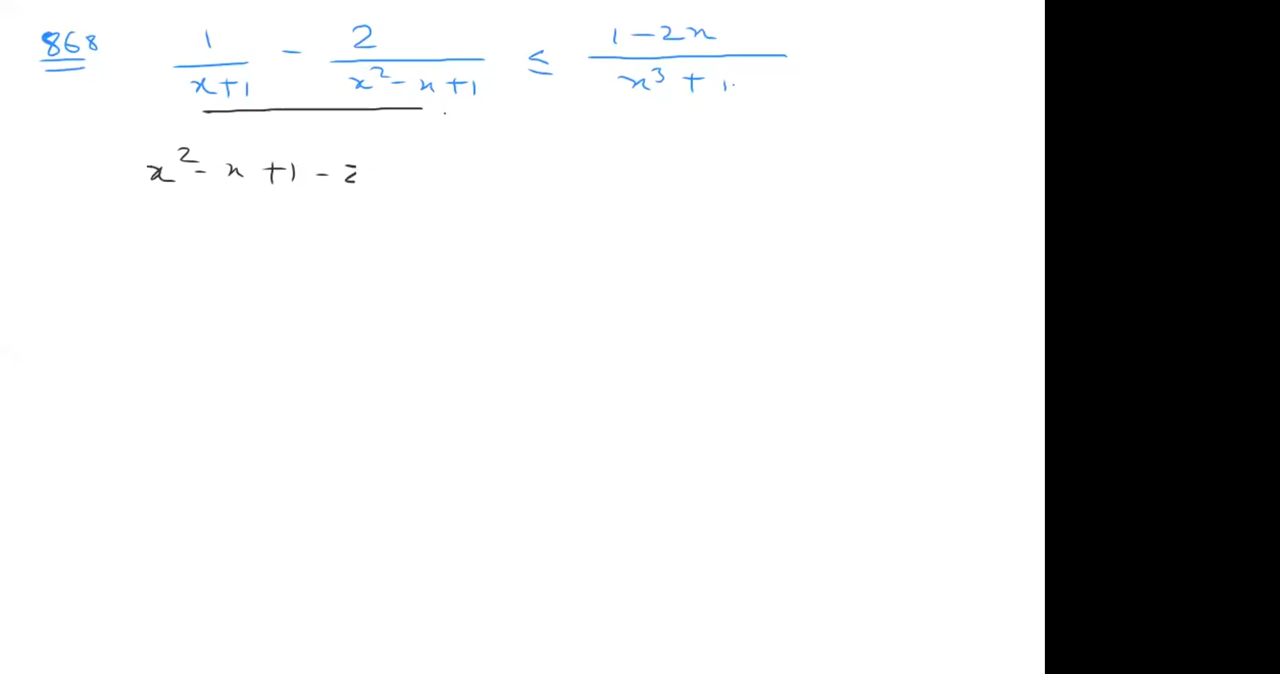 868 1/(x+1) - 2/(x² - x + 1) ≤ (1 - 2x)/(x³ + 1)
x² - x + 1 - 2